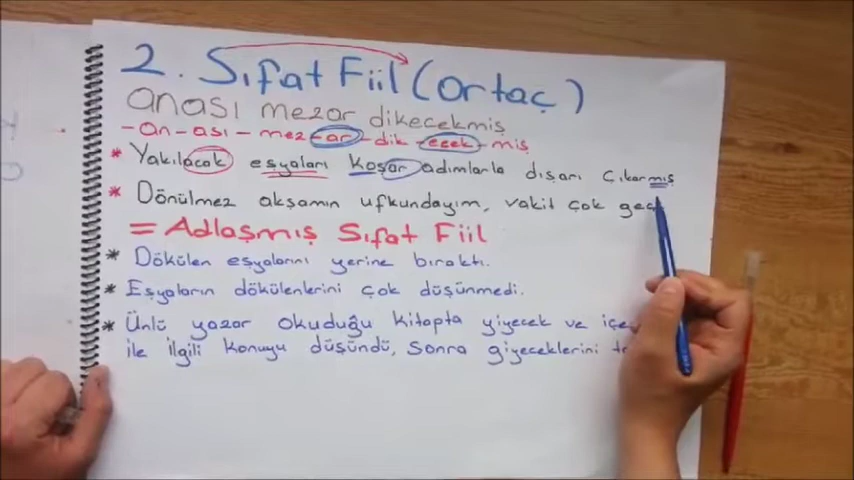 2. Sıfat Fiil (Ortaç)
anası mezar dikecekmiş
-an-ası-mez-ar-dik-ecek-miş
* Yakılacak eşyaları koşar adımlarla dışarı çıkarmış
* Dönülmez akşamın ufkundayım, vakit çok geç
= Adlaşmış Sıfat Fiil
* Dökülen eşyalarını yerine bıraktı.
* Eşyaların dökülenlerini çok düşünmedi.
* Ünlü yazar okuduğu kitapta yiyecek ve
ile ilgili konuyu düşündü, sonra giyeceklerini